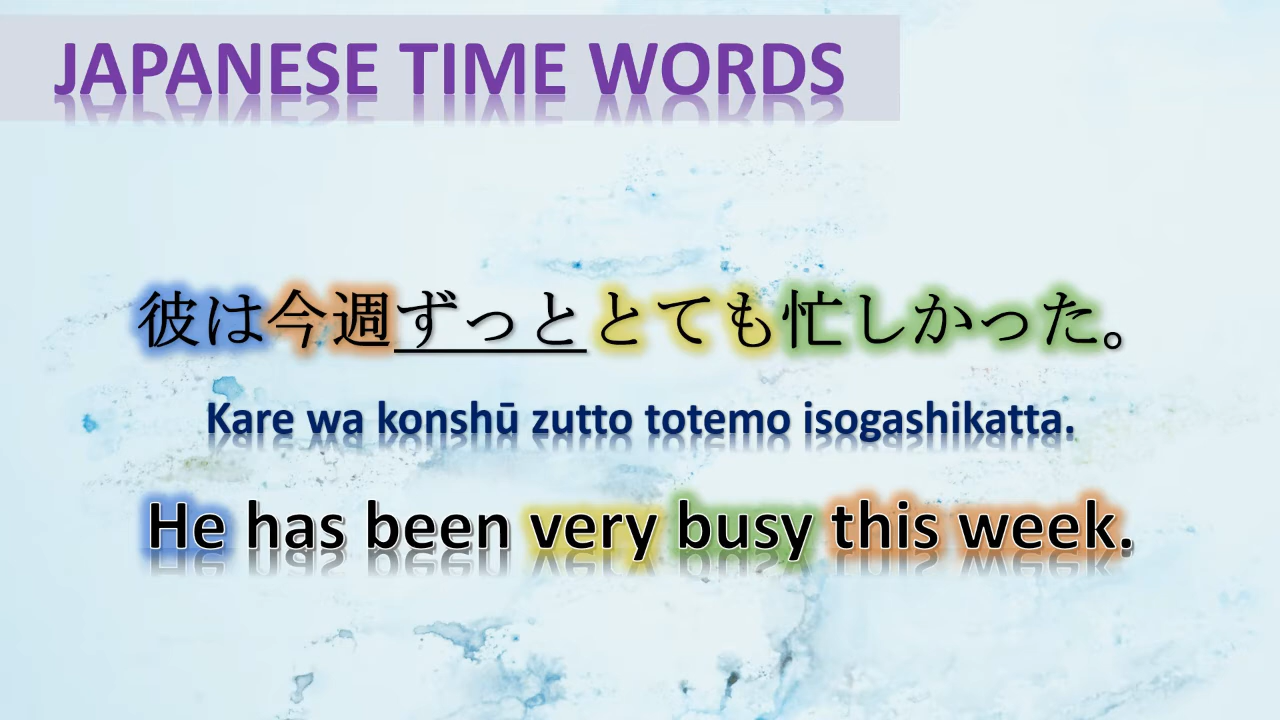 JAPANESE TIME WORDS
彼は今週ずっととても忙しかった。
Kare wa konshū zutto totemo isogashikatta.
He has been very busy this week.